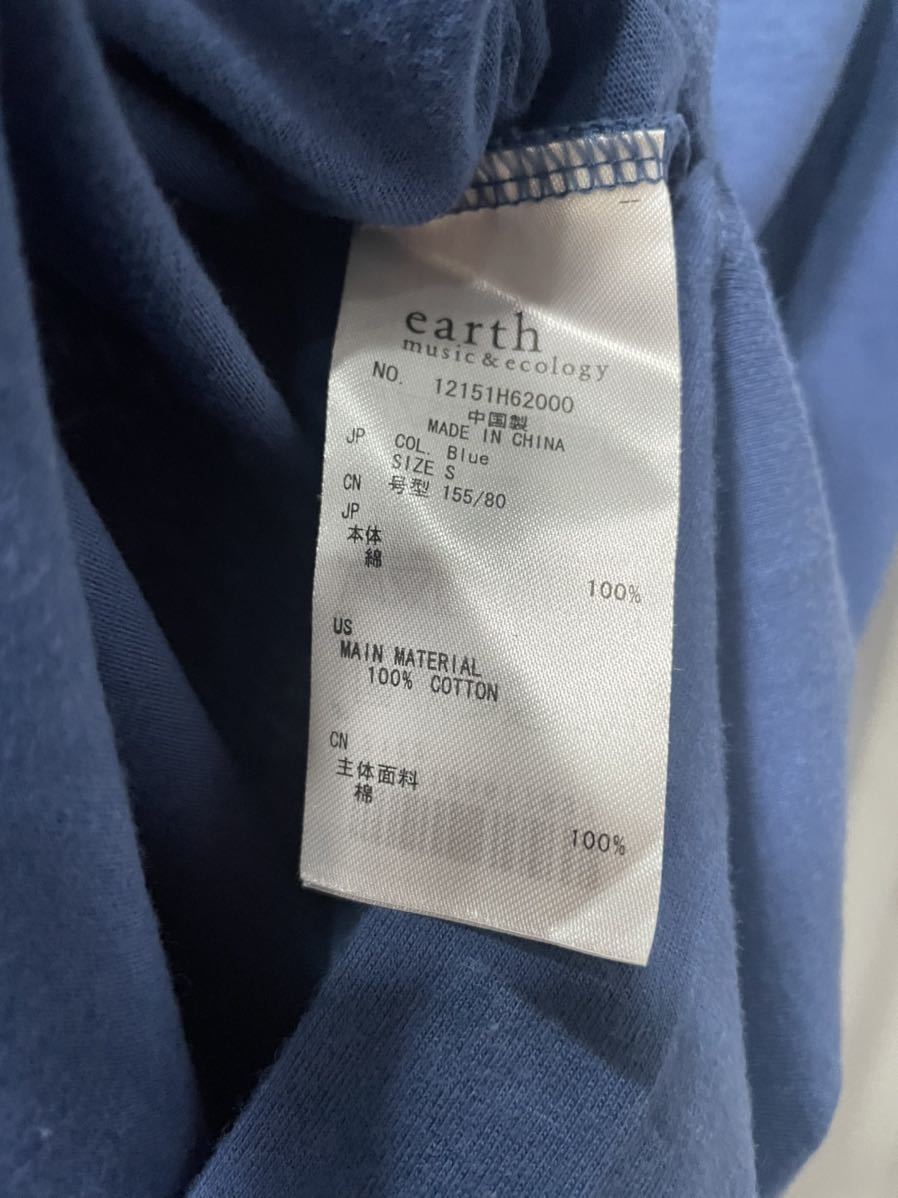 earth
music & ecology
NO. 12151H62000
中国製
MADE IN CHINA
JP COL. Blue
SIZE S
CN 号型 155/80
JP
本体
綿 100%
US
MAIN MATERIAL
100% COTTON
CN
主体面料
棉 100%